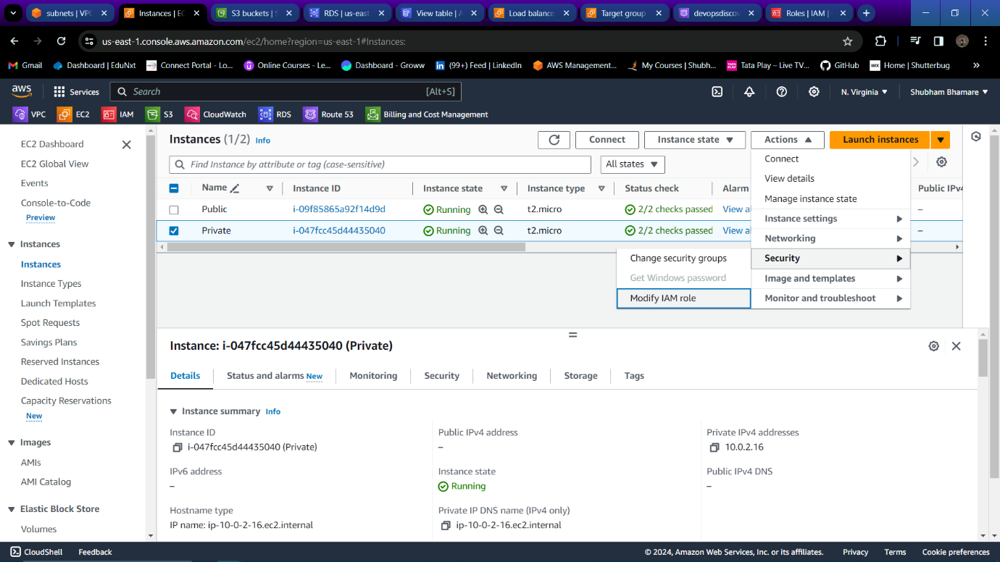 subnets | VPC
Instances | EC
S3 buckets | S
RDS | us-east
View table | A
Load balance
Target group
devopsdiscov
Roles | IAM |
us-east-1.console.aws.amazon.com/ec2/home?region=us-east-1#Instances:
Gmail
Dashboard | EduNxt
Connect Portal - Lo...
Online Courses - Le...
Dashboard - Groww
(99+) Feed | LinkedIn
AWS Management...
My Courses | Shubh...
Tata Play – Live TV...
GitHub
WIX
Home | Shutterbug
aws
Services
Search
[Alt+S]
N. Virginia
Shubham Bhamare
VPC
EC2
IAM
S3
CloudWatch
RDS
Route 53
Billing and Cost Management
EC2 Dashboard
EC2 Global View
Events
Console-to-Code
Preview
Instances
Instances
Instance Types
Launch Templates
Spot Requests
Savings Plans
Reserved Instances
Dedicated Hosts
Capacity Reservations
New
Images
AMIs
AMI Catalog
Elastic Block Store
Volumes
Instances (1/2) Info
Connect
Instance state
Actions
Launch instances
Find Instance by attribute or tag (case-sensitive)
All states
Name
Instance ID
Instance state
Instance type
Status check
Alarm
Public IPv4
Public
i-09f85865a92f14d9d
Running
t2.micro
2/2 checks passed
View al
–
Private
i-047fcc45d44435040
Running
t2.micro
2/2 checks passed
View al
–
Connect
View details
Manage instance state
Instance settings
Networking
Security
Image and templates
Monitor and troubleshoot
Change security groups
Get Windows password
Modify IAM role
Instance: i-047fcc45d44435040 (Private)
Details
Status and alarms New
Monitoring
Security
Networking
Storage
Tags
Instance summary Info
Instance ID
i-047fcc45d44435040 (Private)
Public IPv4 address
–
Private IPv4 addresses
10.0.2.16
IPv6 address
–
Instance state
Running
Public IPv4 DNS
–
Hostname type
IP name: ip-10-0-2-16.ec2.internal
Private IP DNS name (IPv4 only)
ip-10-0-2-16.ec2.internal
CloudShell
Feedback
© 2024, Amazon Web Services, Inc. or its affiliates.
Privacy
Terms
Cookie preferences